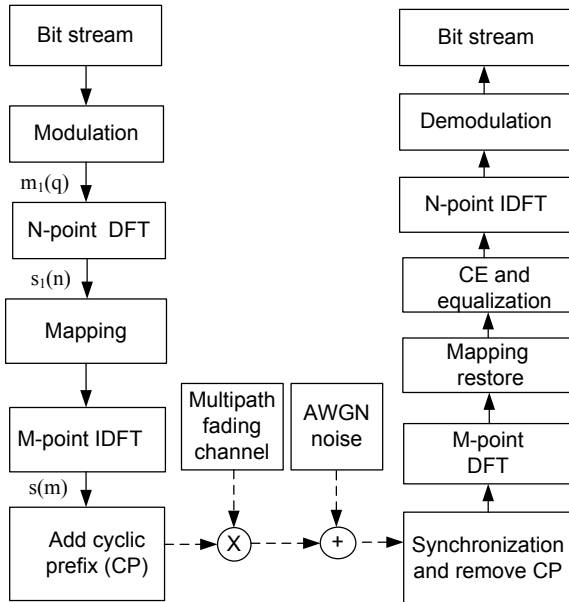 Bit stream
Modulation
m₁(q)
N-point DFT
s₁(n)
Mapping
M-point IDFT
s(m)
Add cyclic
prefix (CP)
Multipath
fading
channel
X
AWGN
noise
+
Bit stream
Demodulation
N-point IDFT
CE and
equalization
Mapping
restore
M-point
DFT
Synchronization
and remove CP